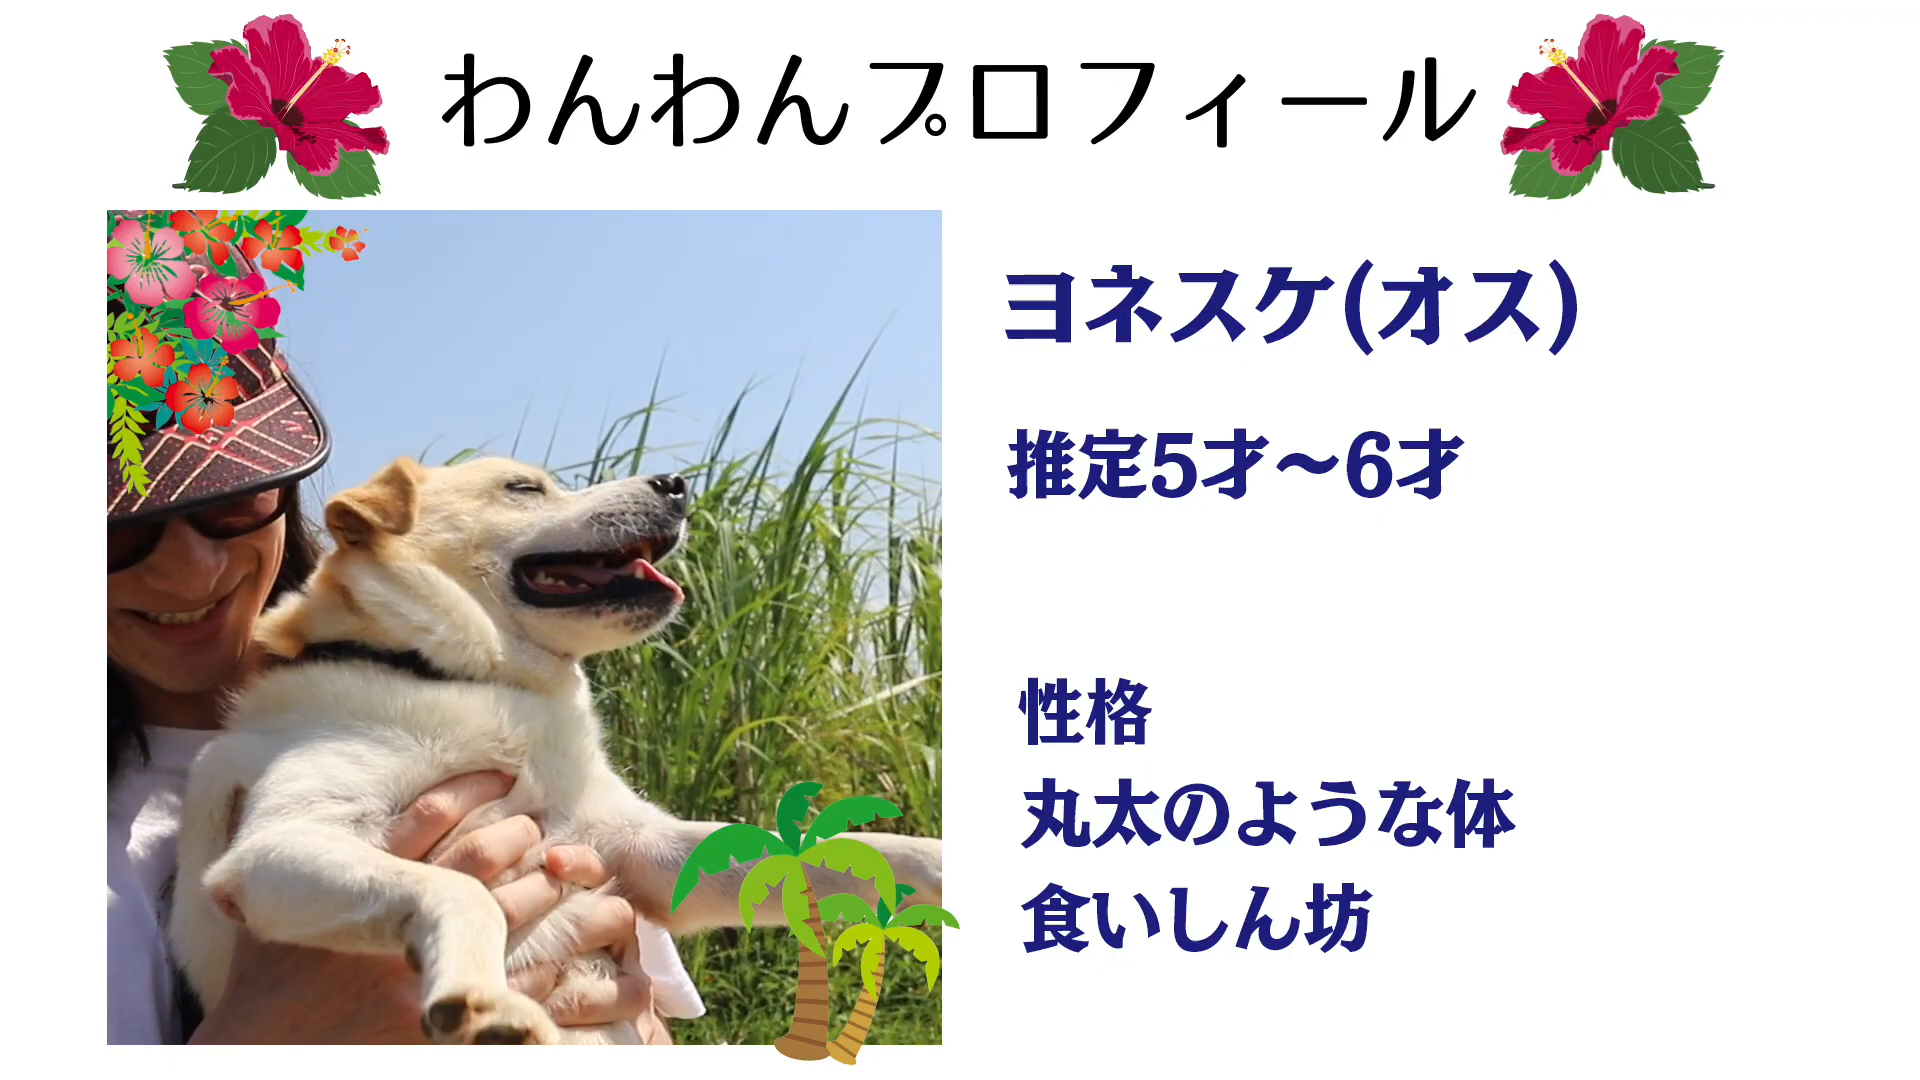 わんわんプロフィール
ヨネスケ(オス)
推定5才〜6才
性格
丸太のような体
食いしん坊